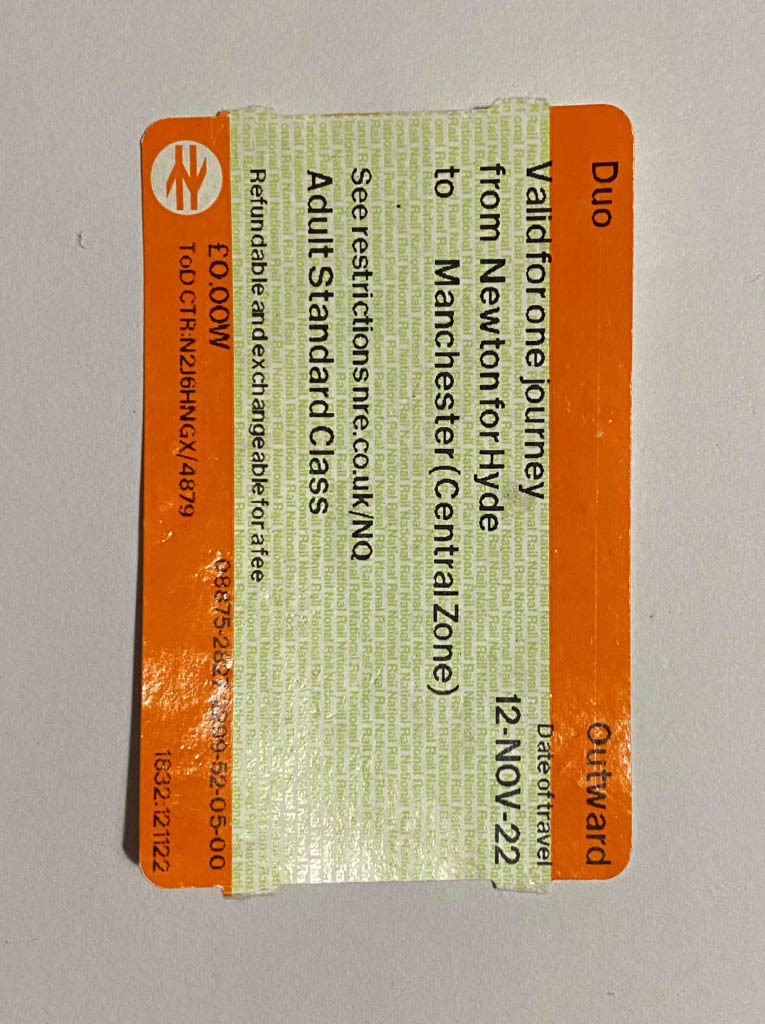 Duo Outward
Valid for one journey Date of travel
from Newton for Hyde 12-NOV-22
to Manchester (Central Zone)
See restrictions nre.co.uk/NQ
Adult Standard Class
Refundable and exchangeable for a fee
£0.00W
ToD CTR:N2J6HNGX/4879 1832:121122